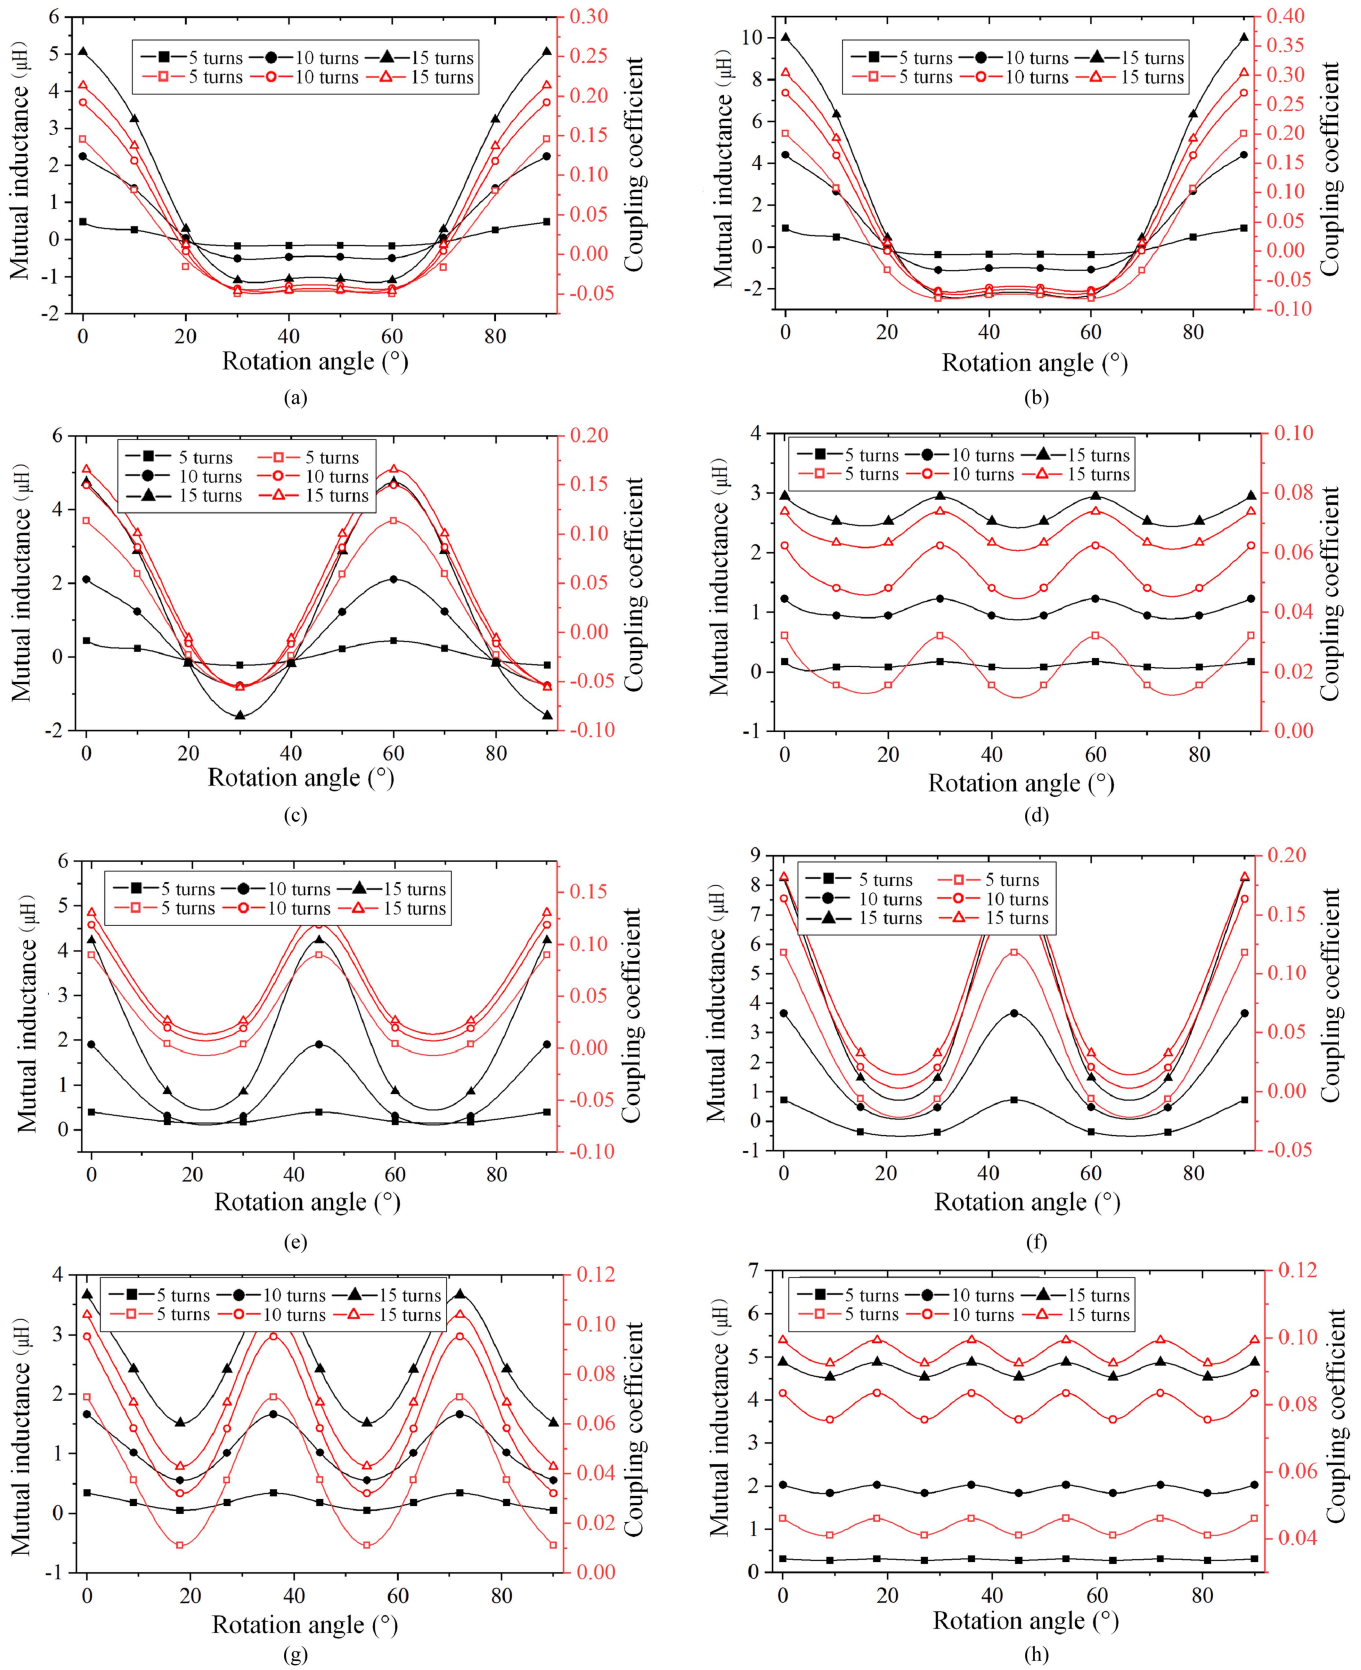 6
5
4
3
2
1
0
-1
-2
0.30
0.25
0.20
0.15
0.10
0.05
0.00
-0.05
Mutual inductance (μH)
Coupling coefficient
5 turns 10 turns 15 turns
5 turns 10 turns 15 turns
0 20 40 60 80
Rotation angle (°)
(a)
10
8
6
4
2
0
-2
0.40
0.30
0.20
0.10
0.00
-0.05
-0.10
Mutual inductance (μH)
Coupling coefficient
5 turns 10 turns 15 turns
5 turns 10 turns 15 turns
0 20 40 60 80
Rotation angle (°)
(b)
6
4
2
0
-2
0.20
0.15
0.10
0.05
0.00
-0.05
-0.10
Mutual inductance (μH)
Coupling coefficient
5 turns 5 turns
10 turns 10 turns
15 turns 15 turns
0 20 40 60 80
Rotation angle (°)
(c)
4
3
2
1
0
-1
0.10
0.08
0.06
0.04
0.02
0.00
Mutual inductance (μH)
Coupling coefficient
5 turns 10 turns 15 turns
5 turns 10 turns 15 turns
0 20 40 60 80
Rotation angle (°)
(d)
6
5
4
3
2
1
0
0.15
0.10
0.05
0.00
-0.05
-0.10
Mutual inductance (μH)
Coupling coefficient
5 turns 10 turns 15 turns
5 turns 10 turns 15 turns
0 20 40 60 80
Rotation angle (°)
(e)
9
8
7
6
5
4
3
2
1
0
-1
0.20
0.15
0.10
0.05
0.00
-0.05
Mutual inductance (μH)
Coupling coefficient
5 turns 5 turns
10 turns 10 turns
15 turns 15 turns
0 20 40 60 80
Rotation angle (°)
(f)
4
3
2
1
0
-1
0.12
0.10
0.08
0.06
0.04
0.02
0.00
Mutual inductance (μH)
Coupling coefficient
5 turns 10 turns 15 turns
5 turns 10 turns 15 turns
0 20 40 60 80
Rotation angle (°)
(g)
7
6
5
4
3
2
1
0
0.12
0.10
0.08
0.06
0.04
Mutual inductance (μH)
Coupling coefficient
5 turns 10 turns 15 turns
5 turns 10 turns 15 turns
0 20 40 60 80
Rotation angle (°)
(h)